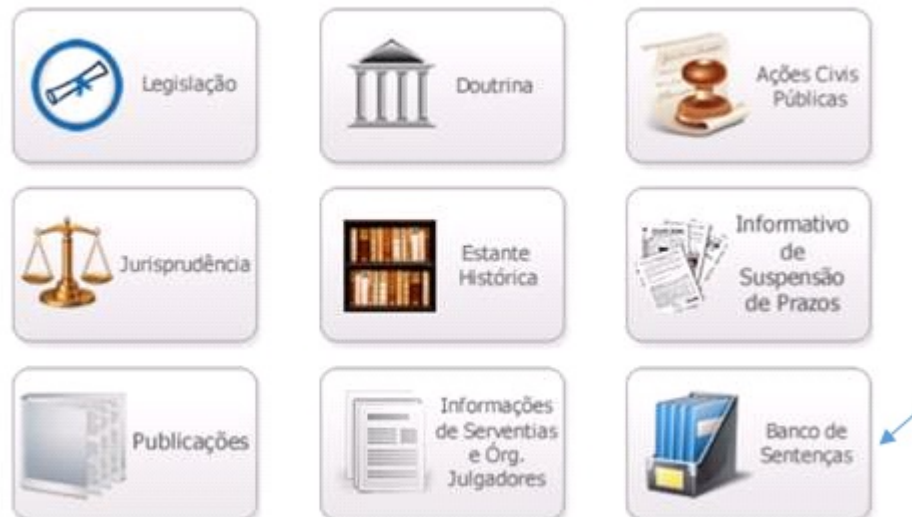 Legislação
Doutrina
Ações Civis
Públicas
Jurisprudência
Estante
Histórica
Informativo
de
Suspensão
de Prazos
Publicações
Informações
de Serventias
e Órg.
Julgadores
Banco de
Sentenças